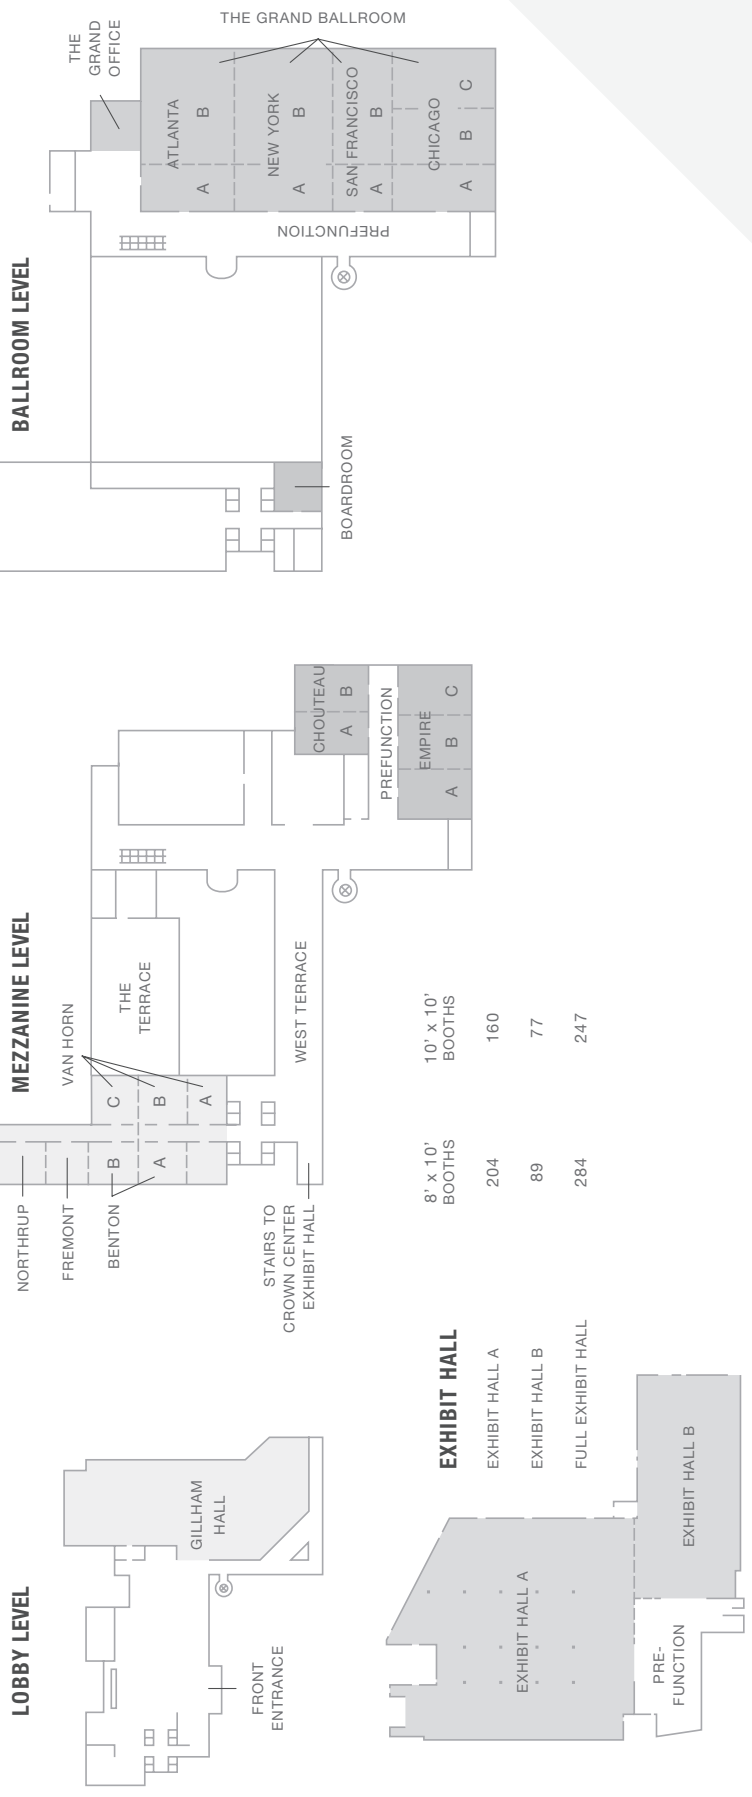 LOBBY LEVEL
GILLHAM
HALL
FRONT
ENTRANCE
MEZZANINE LEVEL
NORTHRUP
FREMONT
BENTON
B
A
VAN HORN
C
B
A
THE
TERRACE
WEST TERRACE
STAIRS TO
CROWN CENTER
EXHIBIT HALL
CHOUTEAU
A B
PREFUNCTION
EMPIRE
A B C
BALLROOM LEVEL
THE
GRAND
OFFICE
THE GRAND BALLROOM
ATLANTA
A B
NEW YORK
A B
SAN FRANCISCO
A B
CHICAGO
A B C
PREFUNCTION
BOARDROOM
EXHIBIT HALL
8' x 10'
BOOTHS
10' x 10'
BOOTHS
EXHIBIT HALL A 204 160
EXHIBIT HALL B 89 77
FULL EXHIBIT HALL 284 247
EXHIBIT HALL A
EXHIBIT HALL B
PRE-
FUNCTION